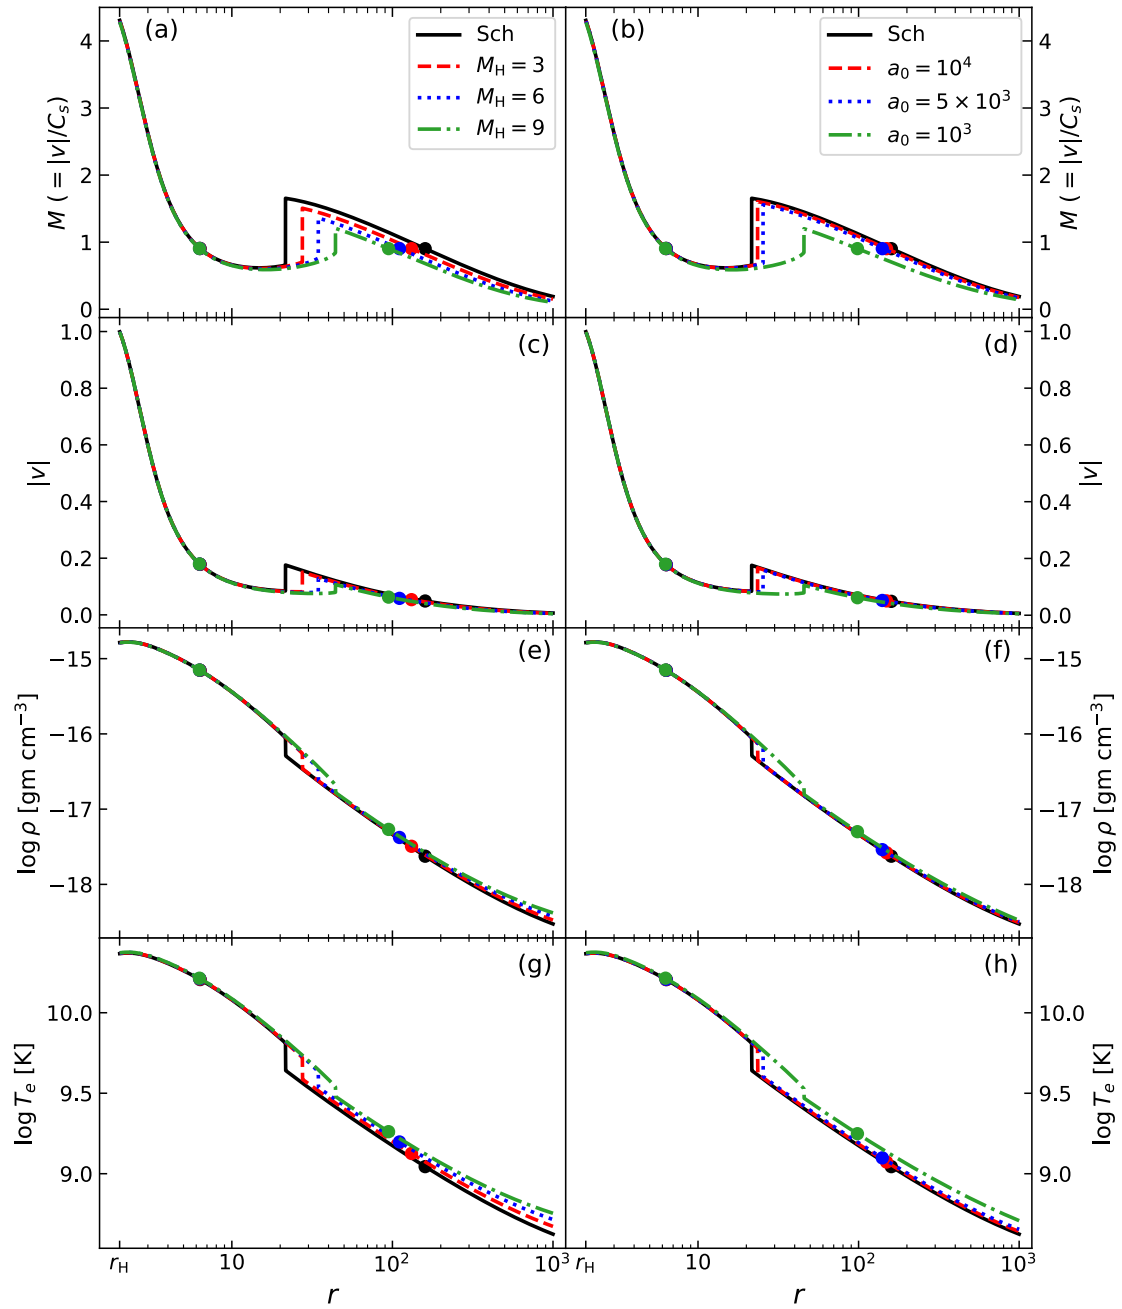 (a)
Sch
M_H = 3
M_H = 6
M_H = 9
4
3
2
1
0
M (= |v|/C_s)
(b)
Sch
a_0 = 10^4
a_0 = 5 × 10^3
a_0 = 10^3
4
3
2
1
0
M (= |v|/C_s)
(c)
1.0
0.8
0.6
0.4
0.2
0.0
|v|
(d)
1.0
0.8
0.6
0.4
0.2
0.0
|v|
(e)
−15
−16
−17
−18
log ρ [gm cm^−3]
(f)
−15
−16
−17
−18
log ρ [gm cm^−3]
(g)
10.0
9.5
9.0
log T_e [K]
(h)
10.0
9.5
9.0
log T_e [K]
r_H 10 10^2 10^3
r
r_H 10 10^2 10^3
r